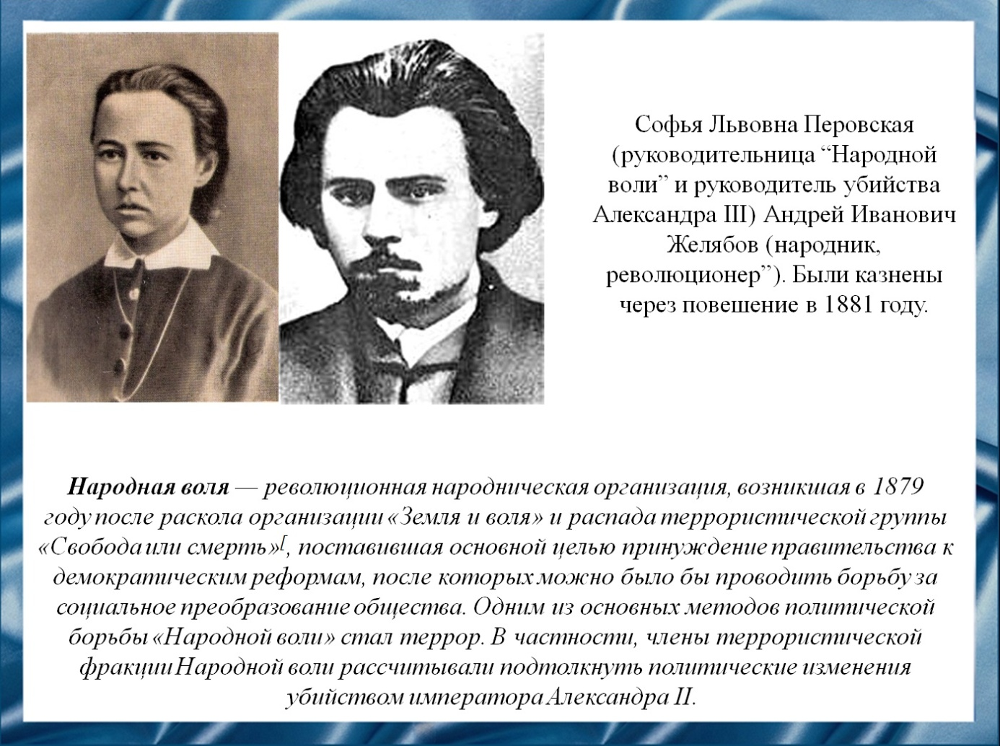 Софья Львовна Перовская
(руководительница “Народной
воли” и руководитель убийства
Александра III) Андрей Иванович
Желябов (народник,
революционер”). Были казнены
через повешение в 1881 году.
Народная воля — революционная народническая организация, возникшая в 1879
году после раскола организации «Земля и воля» и распада террористической группы
«Свобода или смерть»[, поставившая основной целью принуждение правительства к
демократическим реформам, после которых можно было бы проводить борьбу за
социальное преобразование общества. Одним из основных методов политической
борьбы «Народной воли» стал террор. В частности, члены террористической
фракции Народной воли рассчитывали подтолкнуть политические изменения
убийством императора Александра II.